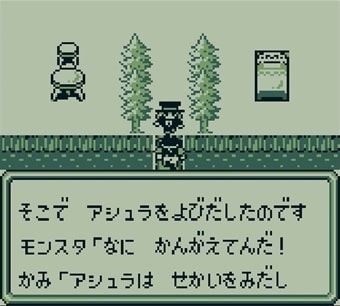 そこで　アシュラをよびだしたのです
モンスタ「なに　かんがえてんだ！
かみ「アシュラは　せかいをみだし